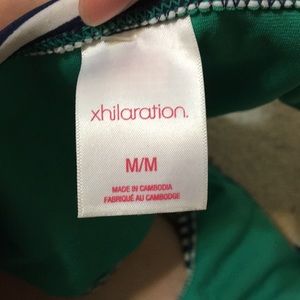 xhilaration.
M/M
MADE IN CAMBODIA
FABRIQUÉ AU CAMBODGE